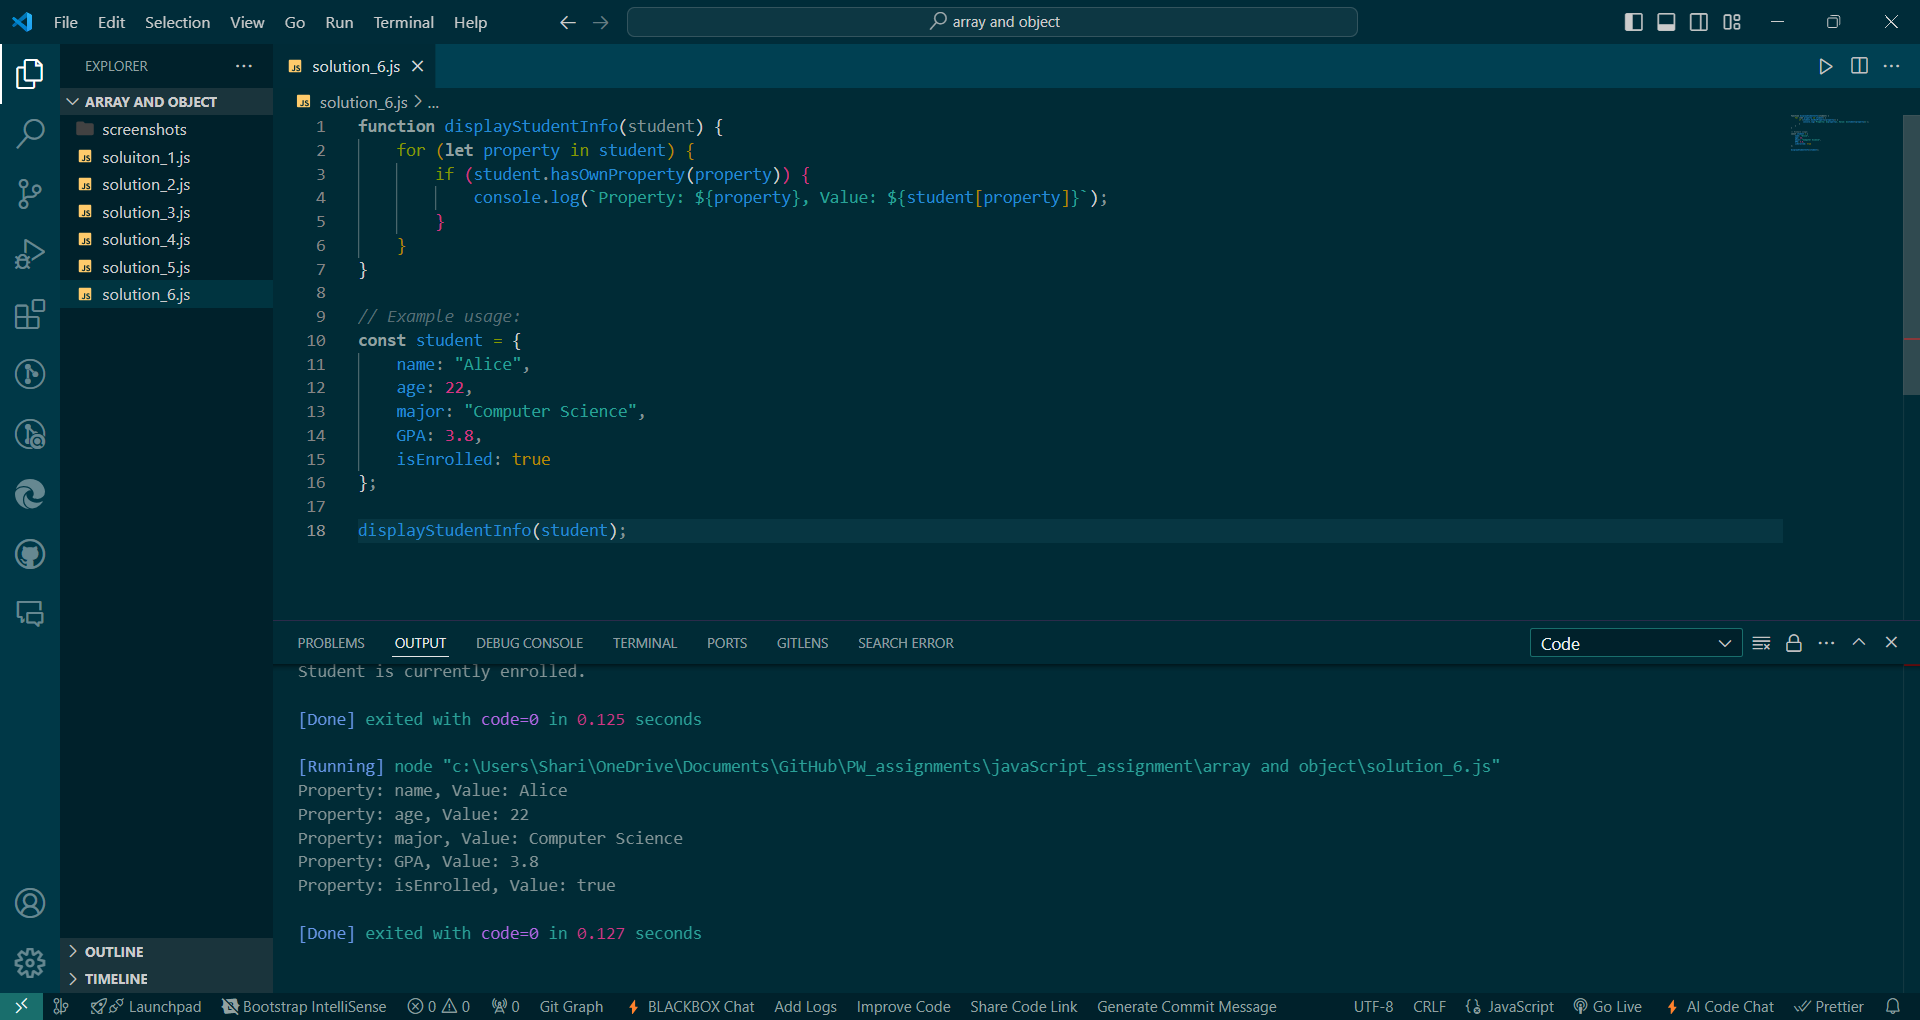 File Edit Selection View Go Run Terminal Help
array and object
EXPLORER
ARRAY AND OBJECT
screenshots
soluiton_1.js
solution_2.js
solution_3.js
solution_4.js
solution_5.js
solution_6.js
OUTLINE
TIMELINE
solution_6.js
solution_6.js > ...
1 function displayStudentInfo(student) {
2 for (let property in student) {
3 if (student.hasOwnProperty(property)) {
4 console.log(`Property: ${property}, Value: ${student[property]}`);
5 }
6 }
7 }
8
9 // Example usage:
10 const student = {
11 name: "Alice",
12 age: 22,
13 major: "Computer Science",
14 GPA: 3.8,
15 isEnrolled: true
16 };
17
18 displayStudentInfo(student);
PROBLEMS OUTPUT DEBUG CONSOLE TERMINAL PORTS GITLENS SEARCH ERROR
Code
Student is currently enrolled.
[Done] exited with code=0 in 0.125 seconds
[Running] node "c:\Users\Shari\OneDrive\Documents\GitHub\PW_assignments\javaScript_assignment\array and object\solution_6.js"
Property: name, Value: Alice
Property: age, Value: 22
Property: major, Value: Computer Science
Property: GPA, Value: 3.8
Property: isEnrolled, Value: true
[Done] exited with code=0 in 0.127 seconds
Launchpad Bootstrap IntelliSense 0 0 0 Git Graph BLACKBOX Chat Add Logs Improve Code Share Code Link Generate Commit Message UTF-8 CRLF {} JavaScript Go Live AI Code Chat Prettier